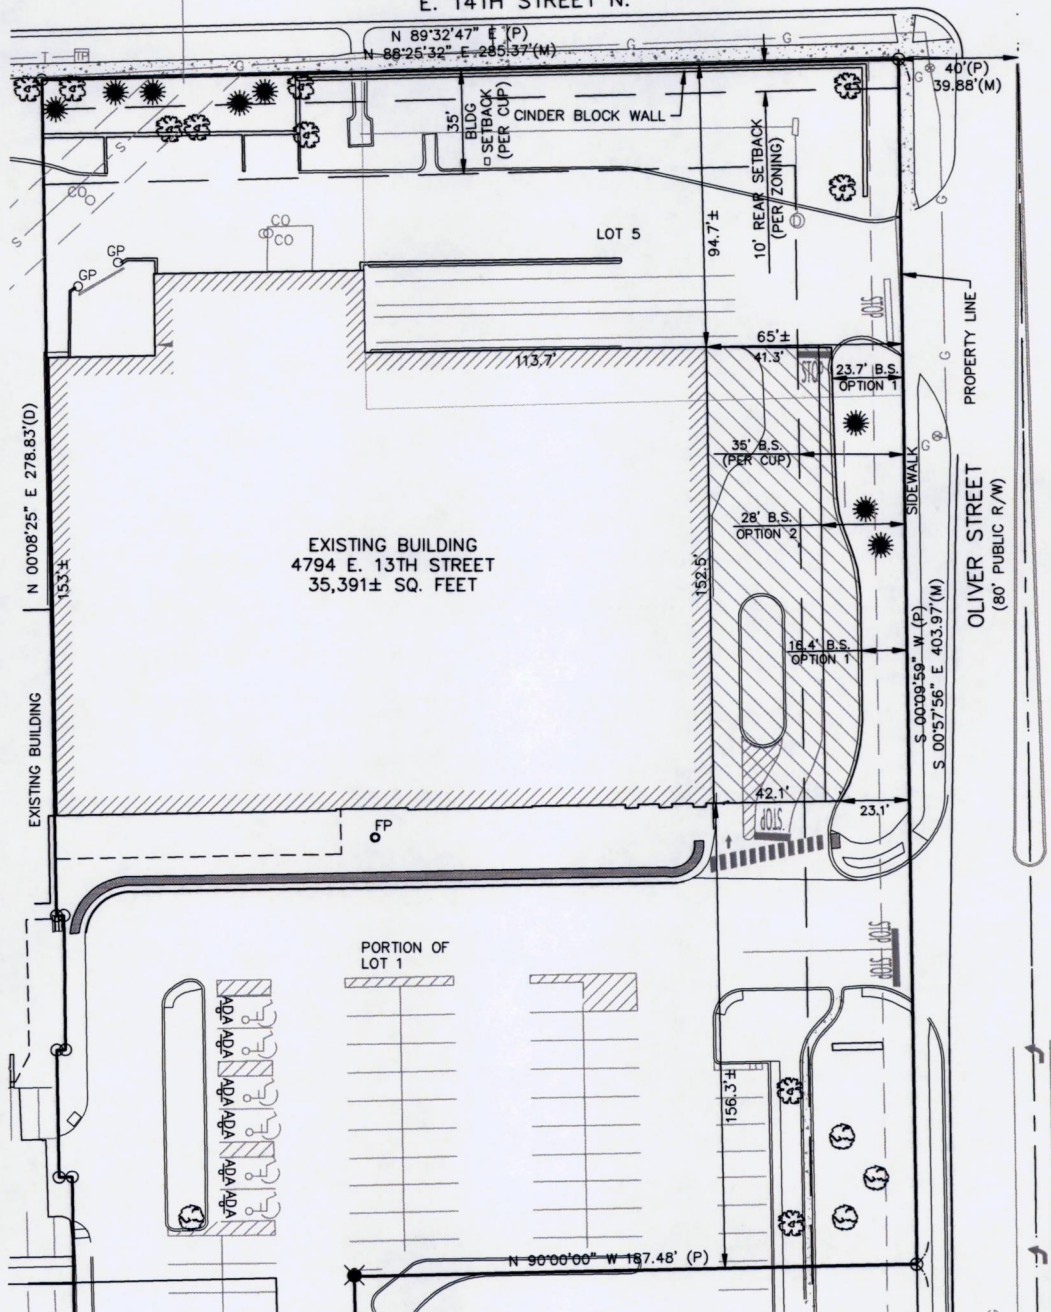 E. 14TH STREET N.
N 89°32'47" E (P)
N 88°25'32" E 285.37'(M)
G
G
T
TP
G
G
40'(P)
39.88'(M)
35'
BLDG
SETBACK
(PER CUP)
CINDER BLOCK WALL
10' REAR SETBACK
(PER ZONING)
S
S
S
CO
CO
CO
G
D
LOT 5
94.7'±
GP
GP
STOP
PROPERTY LINE
G
65'±
41.3'
113.7'
STOP
23.7' B.S.
OPTION 1
N 00°08'25" E 278.83'(D)
G
35' B.S.
(PER CUP)
SIDEWALK
OLIVER STREET
(80' PUBLIC R/W)
28' B.S.
OPTION 2
EXISTING BUILDING
4794 E. 13TH STREET
35,391± SQ. FEET
153'±
152.5'
16.4' B.S.
OPTION 1
S 00°09'59" W (P)
S 00°57'56" E 403.97'(M)
EXISTING BUILDING
42.1'
23.1'
STOP
FP
STOP
STOP
PORTION OF
LOT 1
ADA
ADA
ADA
ADA
ADA
ADA
156.3'±
N 90°00'00" W 187.48' (P)